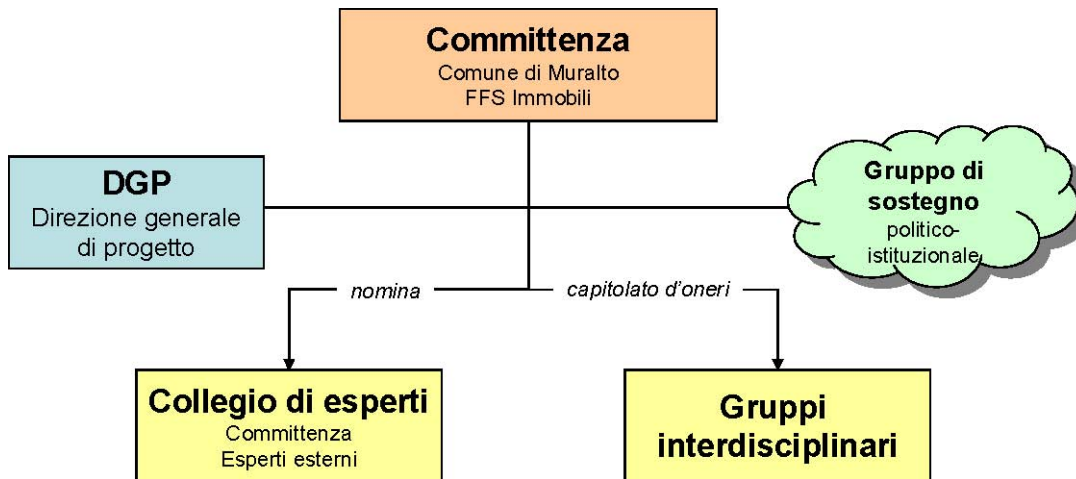 Committenza
Comune di Muralto
FFS Immobili
DGP
Direzione generale
di progetto
Gruppo di
sostegno
politico-
istituzionale
nomina
capitolato d'oneri
Collegio di esperti
Committenza
Esperti esterni
Gruppi
interdisciplinari